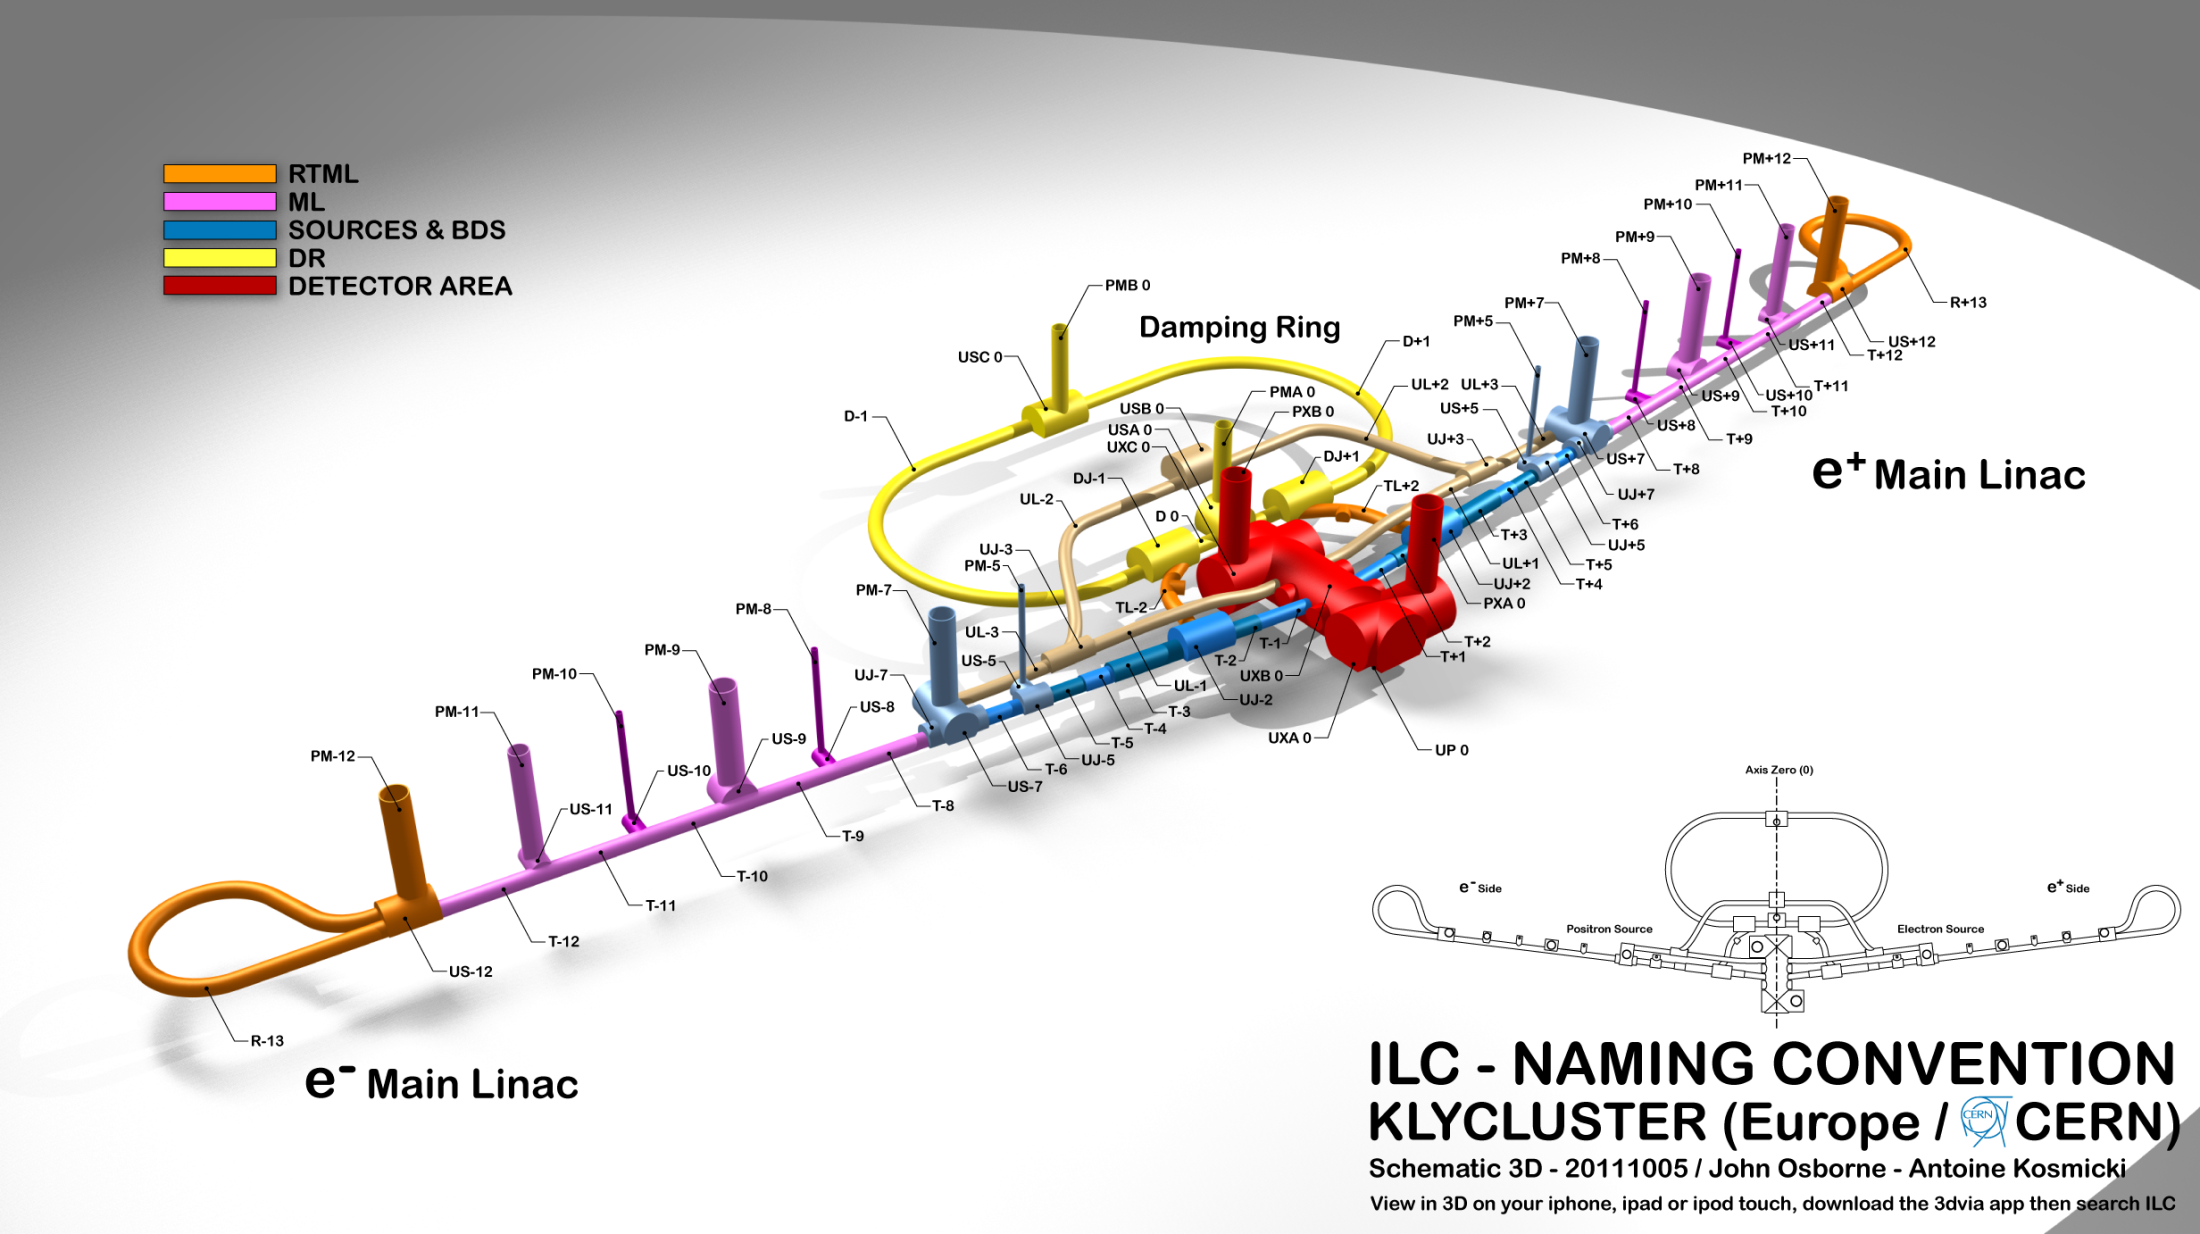 RTML
ML
SOURCES & BDS
DR
DETECTOR AREA
Damping Ring
PMB 0
USC 0
D-1
D+1
UL+2
UL+3
USB 0
USA 0
UXC 0
PMA 0
PXB 0
DJ-1
DJ+1
UL-2
D 0
TL+2
TL-2
UJ-3
PM-5
PM-7
UL-3
US-5
UJ-7
PM-8
PM-9
PM-10
PM-11
PM-12
US-8
US-9
US-10
US-11
US-12
R-13
T-12
T-11
T-10
T-9
T-8
US-7
T-6
UJ-5
T-5
T-4
T-3
UL-1
UJ-2
T-2
T-1
UXB 0
UXA 0
UP 0
T+1
T+2
PXA 0
UJ+2
UL+1
T+3
T+4
T+5
UJ+5
T+6
UJ+7
US+7
T+8
US+8
T+9
US+9
T+10
US+10
T+11
US+11
T+12
US+12
R+13
PM+12
PM+11
PM+10
PM+9
PM+8
PM+7
PM+5
US+5
UJ+3
e+ Main Linac
e- Main Linac
Axis Zero (0)
e- Side
e+ Side
Positron Source
Electron Source
ILC - NAMING CONVENTION
KLYCLUSTER (Europe / CERN CERN)
Schematic 3D - 20111005 / John Osborne - Antoine Kosmicki
View in 3D on your iphone, ipad or ipod touch, download the 3dvia app then search ILC